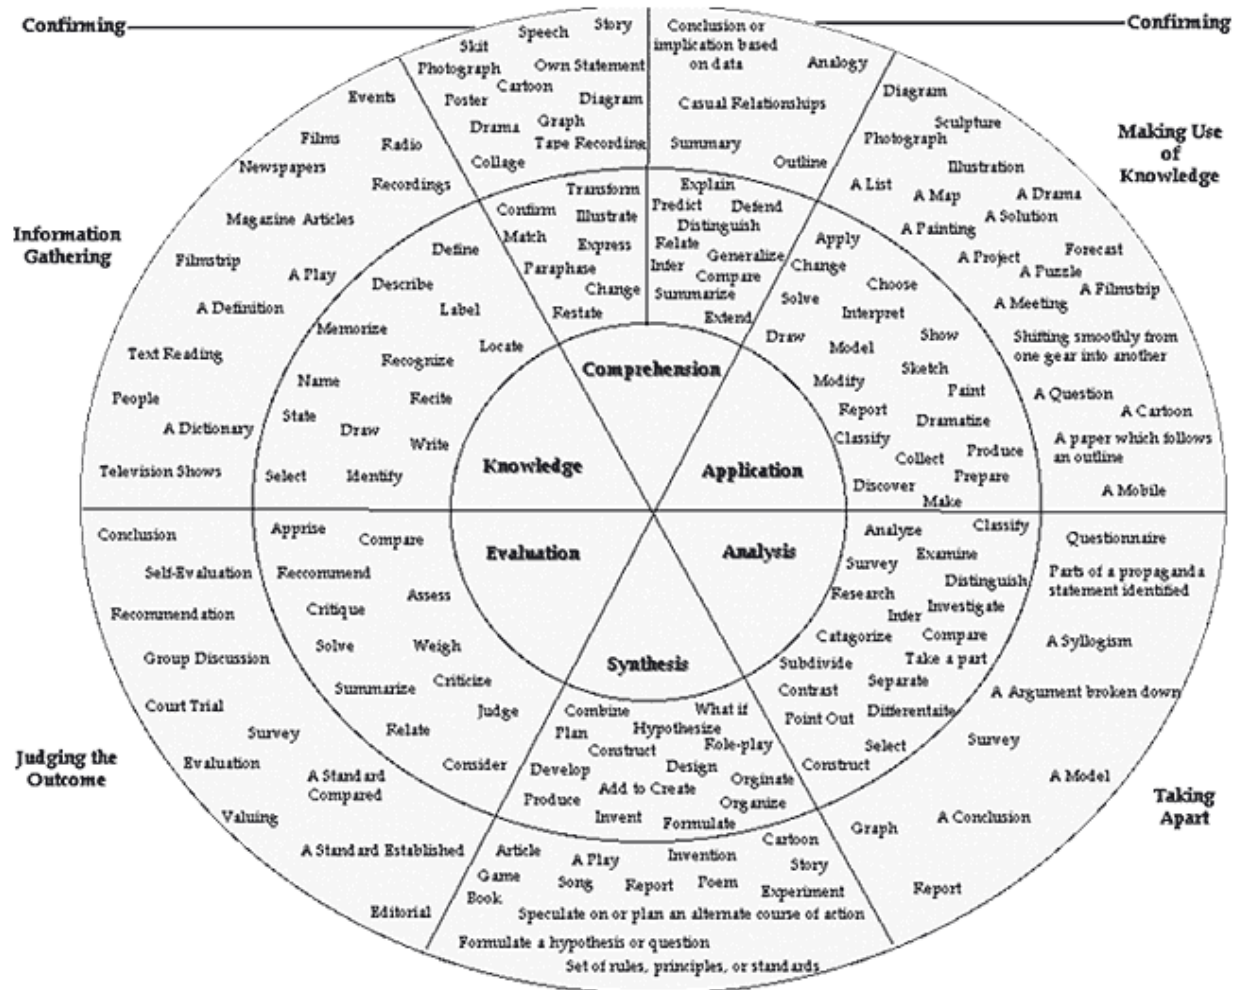 Confirming
Confirming
Information
Gathering
Making Use
of
Knowledge
Judging the
Outcome
Taking
Apart
Skit
Speech
Story
Photograph
Own Statement
Cartoon
Poster
Diagram
Drama
Graph
Tape Recording
Collage
Conclusion or
implication based
on data
Analogy
Casual Relationships
Summary
Outline
Transform
Confirm
Illustrate
Match
Express
Paraphase
Change
Restate
Explain
Predict
Defend
Distinguish
Relate
Generalize
Infer
Compare
Summarize
Extend
Comprehension
Events
Films
Radio
Newspapers
Recordings
Magazine Articles
Filmstrip
A Play
A Definition
Text Reading
People
A Dictionary
Television Shows
Define
Describe
Label
Memorize
Locate
Recognize
Name
Recite
State
Draw
Write
Select
Identify
Knowledge
Diagram
Sculpture
Photograph
Illustration
A List
A Map
A Drama
A Solution
A Painting
Forecast
A Project
A Puzzle
A Filmstrip
A Meeting
Shifting smoothly from
one gear into another
A Question
A Cartoon
A paper which follows
an outline
A Mobile
Apply
Change
Choose
Solve
Interpret
Draw
Show
Model
Sketch
Modify
Paint
Report
Dramatize
Classify
Collect
Produce
Prepare
Discover
Make
Application
Evaluation
Apprise
Compare
Reccommend
Assess
Critique
Solve
Weigh
Summarize
Criticize
Judge
Relate
Consider
Conclusion
Self-Evaluation
Recommendation
Group Discussion
Court Trial
Survey
Evaluation
A Standard
Compared
Valuing
A Standard Established
Editorial
Analysis
Analyze
Classify
Examine
Survey
Distinguish
Research
Investigate
Infer
Catagorize
Compare
Subdivide
Take a part
Separate
Contrast
Point Out
Differentaite
Select
Construct
Questionnaire
Parts of a propaganda
statement identified
A Syllogism
A Argument broken down
Survey
A Model
A Conclusion
Graph
Report
Synthesis
Combine
What if
Plan
Hypothesize
Construct
Role-play
Develop
Design
Orginate
Add to Create
Produce
Organize
Invent
Formulate
Cartoon
Article
A Play
Invention
Story
Game
Song
Report
Poem
Experiment
Book
Speculate on or plan an alternate course of action
Formulate a hypothesis or question
Set of rules, principles, or standards